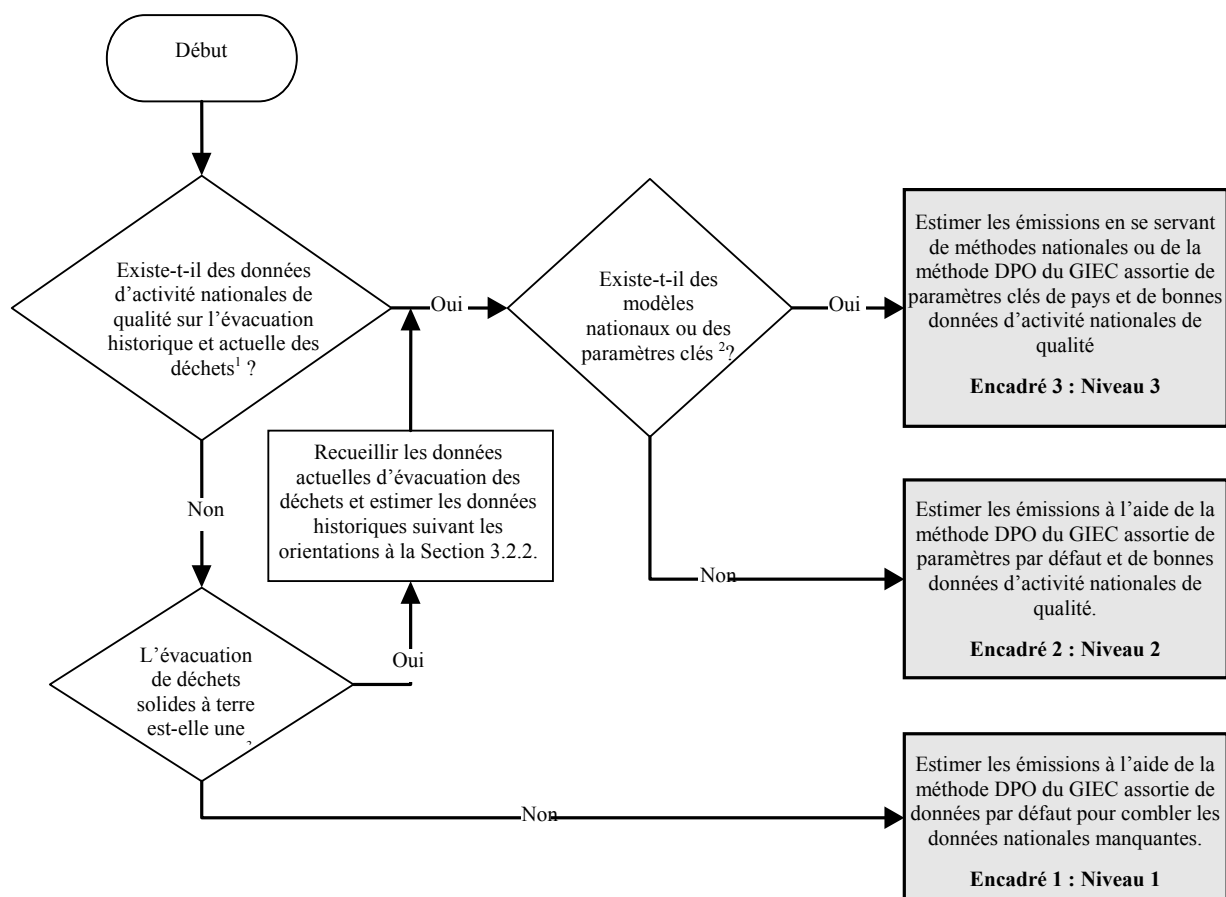 Début
Existe-t-il des données
d’activité nationales de
qualité sur l’évacuation
historique et actuelle des
déchets¹ ?
Oui
Existe-t-il des
modèles
nationaux ou des
paramètres clés ²?
Oui
Estimer les émissions en se servant
de méthodes nationales ou de la
méthode DPO du GIEC assortie de
paramètres clés de pays et de bonnes
données d’activité nationales de
qualité
Encadré 3 : Niveau 3
Non
Recueillir les données
actuelles d’évacuation des
déchets et estimer les données
historiques suivant les
orientations à la Section 3.2.2.
Non
Estimer les émissions à l’aide de la
méthode DPO du GIEC assortie de
paramètres par défaut et de bonnes
données d’activité nationales de
qualité.
Encadré 2 : Niveau 2
L’évacuation
de déchets
solides à terre
est-elle une
Oui
Non
Estimer les émissions à l’aide de la
méthode DPO du GIEC assortie de
données par défaut pour combler les
données nationales manquantes.
Encadré 1 : Niveau 1